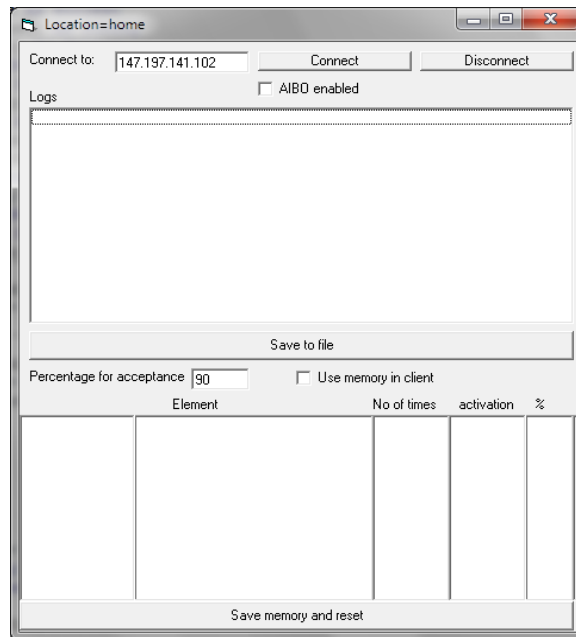 Location=home
Connect to: 147.197.141.102 Connect Disconnect
AIBO enabled
Logs
Save to file
Percentage for acceptance 90 Use memory in client
Element No of times activation %
Save memory and reset